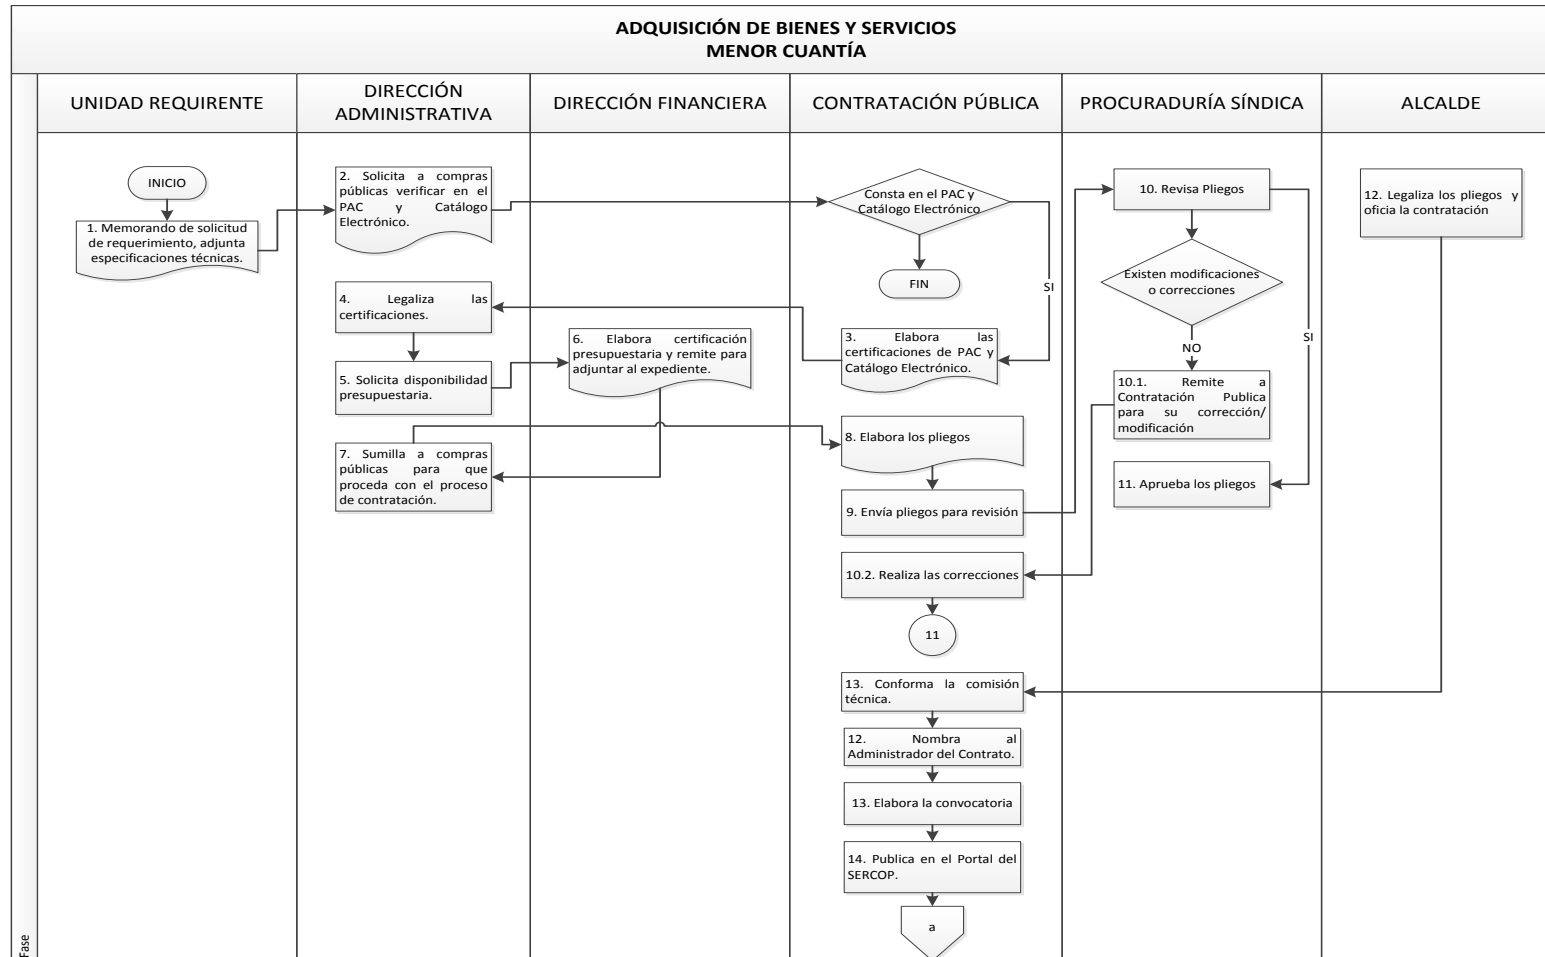 ADQUISICIÓN DE BIENES Y SERVICIOS
MENOR CUANTÍA
UNIDAD REQUIRENTE
DIRECCIÓN
ADMINISTRATIVA
DIRECCIÓN FINANCIERA
CONTRATACIÓN PÚBLICA
PROCURADURÍA SÍNDICA
ALCALDE
INICIO
1. Memorando de solicitud
de requerimiento, adjunta
especificaciones técnicas.
2. Solicita a compras
públicas verificar en el
PAC y Catálogo
Electrónico.
Consta en el PAC y
Catálogo Electrónico
FIN
SI
3. Elabora las
certificaciones de PAC y
Catálogo Electrónico.
4. Legaliza las
certificaciones.
5. Solicita disponibilidad
presupuestaria.
6. Elabora certificación
presupuestaria y remite para
adjuntar al expediente.
7. Sumilla a compras
públicas para que
proceda con el proceso
de contratación.
8. Elabora los pliegos
9. Envía pliegos para revisión
10. Revisa Pliegos
Existen modificaciones
o correcciones
SI
NO
10.1. Remite a
Contratación Publica
para su corrección/
modificación
11. Aprueba los pliegos
10.2. Realiza las correcciones
11
12. Legaliza los pliegos y
oficia la contratación
13. Conforma la comisión
técnica.
12. Nombra al
Administrador del Contrato.
13. Elabora la convocatoria
14. Publica en el Portal del
SERCOP.
a
Fase